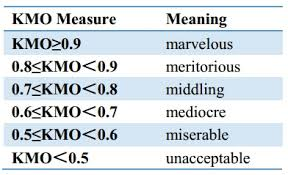 KMO Measure Meaning
KMO≥0.9 marvelous
0.8≤KMO<0.9 meritorious
0.7≤KMO<0.8 middling
0.6≤KMO<0.7 mediocre
0.5≤KMO<0.6 miserable
KMO<0.5 unacceptable